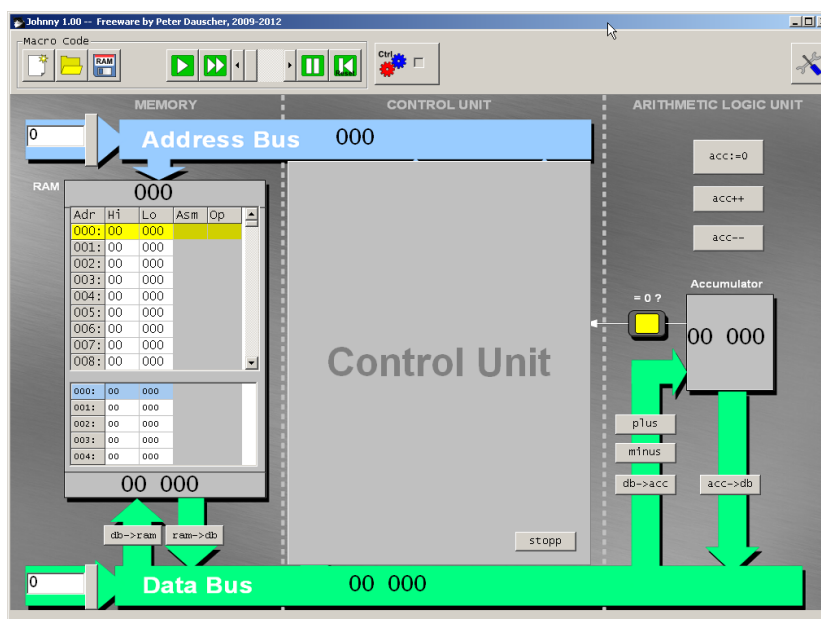 Johnny 1.00 -- Freeware by Peter Dauscher, 2009-2012
Macro Code
RAM
Reset
Ctrl
MEMORY
CONTROL UNIT
ARITHMETIC LOGIC UNIT
0
Address Bus 000
acc:=0
acc++
acc--
RAM
000
Adr Hi Lo Asm Op
000: 00 000
001: 00 000
002: 00 000
003: 00 000
004: 00 000
005: 00 000
006: 00 000
007: 00 000
008: 00 000
000: 00 000
001: 00 000
002: 00 000
003: 00 000
004: 00 000
00 000
Control Unit
stopp
= 0 ?
Accumulator
00 000
plus
minus
db->acc
acc->db
db->ram
ram->db
0
Data Bus 00 000